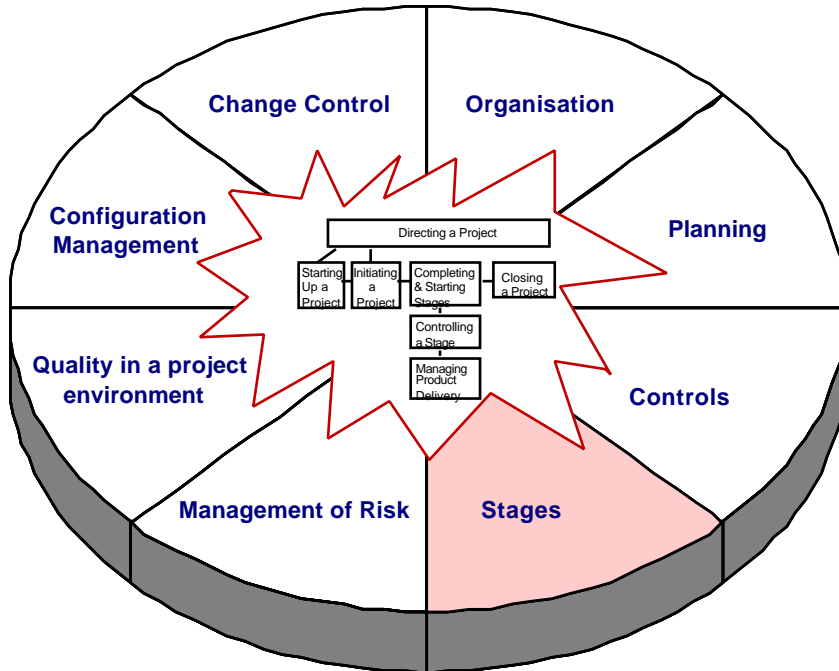 Change Control
Organisation
Configuration
Management
Planning
Directing a Project
Starting
Up a
Project
Initiating
a
Project
Completing
& Starting
Stages
Closing
a Project
Controlling
a Stage
Managing
Product
Delivery
Quality in a project
environment
Controls
Management of Risk
Stages